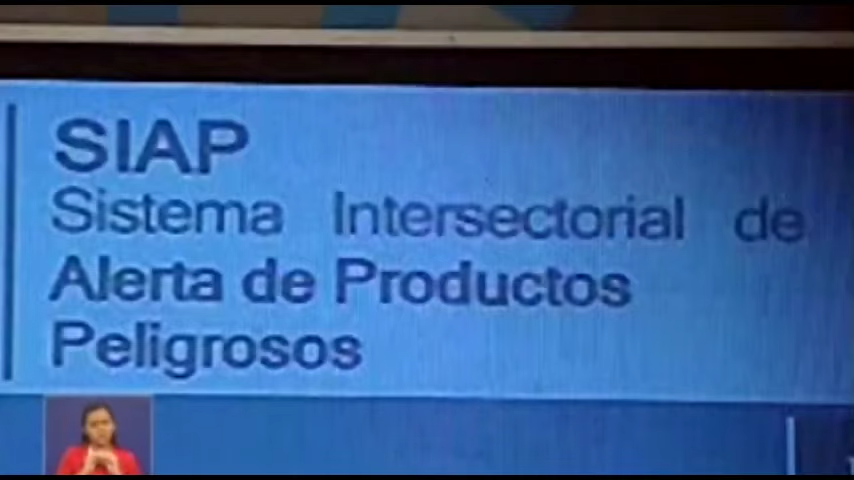 SIAP
Sistema Intersectorial de
Alerta de Productos
Peligrosos